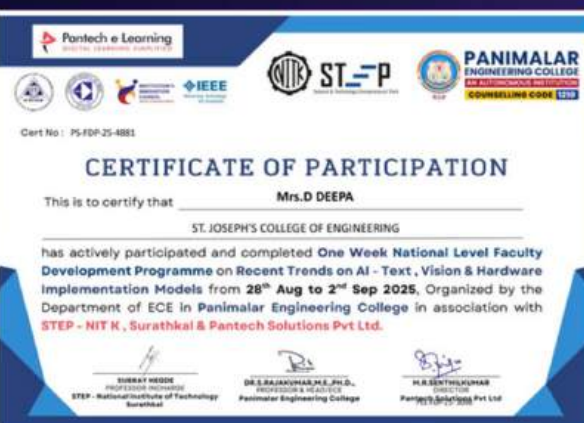 Pantech e Learning
DIGITAL LEARNING SIMPLIFIED
INSTITUTION'S
INNOVATION
COUNCIL
IEEE
NITK
ST P
PANIMALAR
ENGINEERING COLLEGE
AN AUTONOMOUS INSTITUTION
COUNSELLING CODE 1210
Cert No : PS-FDP-25-4881
CERTIFICATE OF PARTICIPATION
This is to certify that Mrs.D DEEPA
ST. JOSEPH'S COLLEGE OF ENGINEERING
has actively participated and completed One Week National Level Faculty
Development Programme on Recent Trends on AI - Text , Vision & Hardware
Implementation Models from 28th Aug to 2nd Sep 2025, Organized by the
Department of ECE in Panimalar Engineering College in association with
STEP - NIT K , Surathkal & Pantech Solutions Pvt Ltd.
SUBRAY HEGDE
PROFESSOR INCHARGE
STEP - National Institute of Technology
Surathkal
DR.S.RAJAKUMAR,M.E.,PH.D.,
PROFESSOR & HEAD/ECE
Panimalar Engineering College
H.R.SENTHILKUMAR
DIRECTOR
Pantech Solutions Pvt Ltd